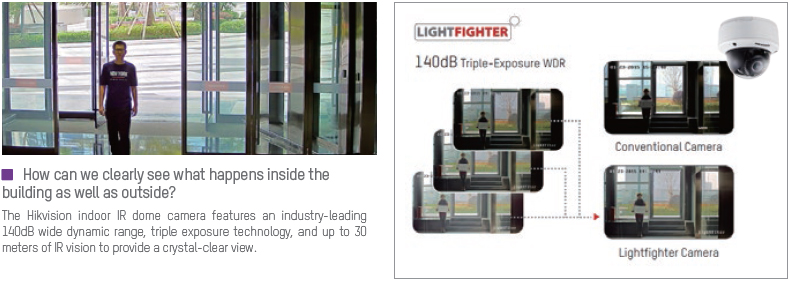 How can we clearly see what happens inside the
building as well as outside?
The Hikvision indoor IR dome camera features an industry-leading
140dB wide dynamic range, triple exposure technology, and up to 30
meters of IR vision to provide a crystal-clear view.
LIGHTFIGHTER
140dB Triple-Exposure WDR
Conventional Camera
Lightfighter Camera